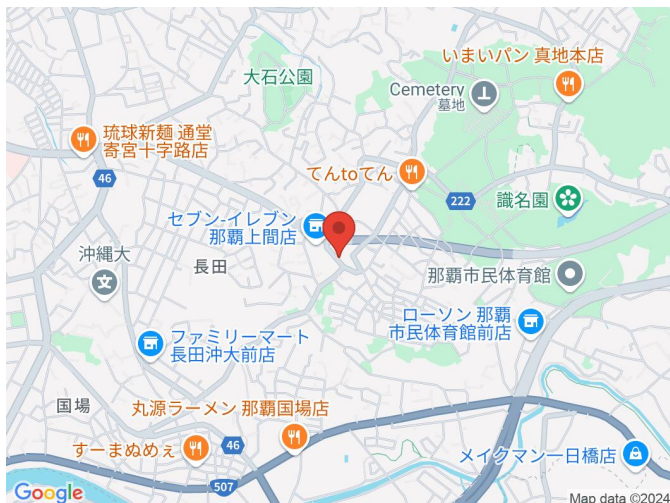 いまいパン 真地本店
大石公園
Cemetery
墓地
琉球新麺 通堂
寄宮十字路店
46
てんtoてん
222
識名園
セブン-イレブン
那覇上間店
沖縄大
長田
那覇市民体育館
ローソン 那覇
市民体育館前店
ファミリーマート
長田沖大前店
国場
丸源ラーメン 那覇国場店
すーまぬめぇ
46
メイクマン一日橋店
507
Google
Map data ©2024